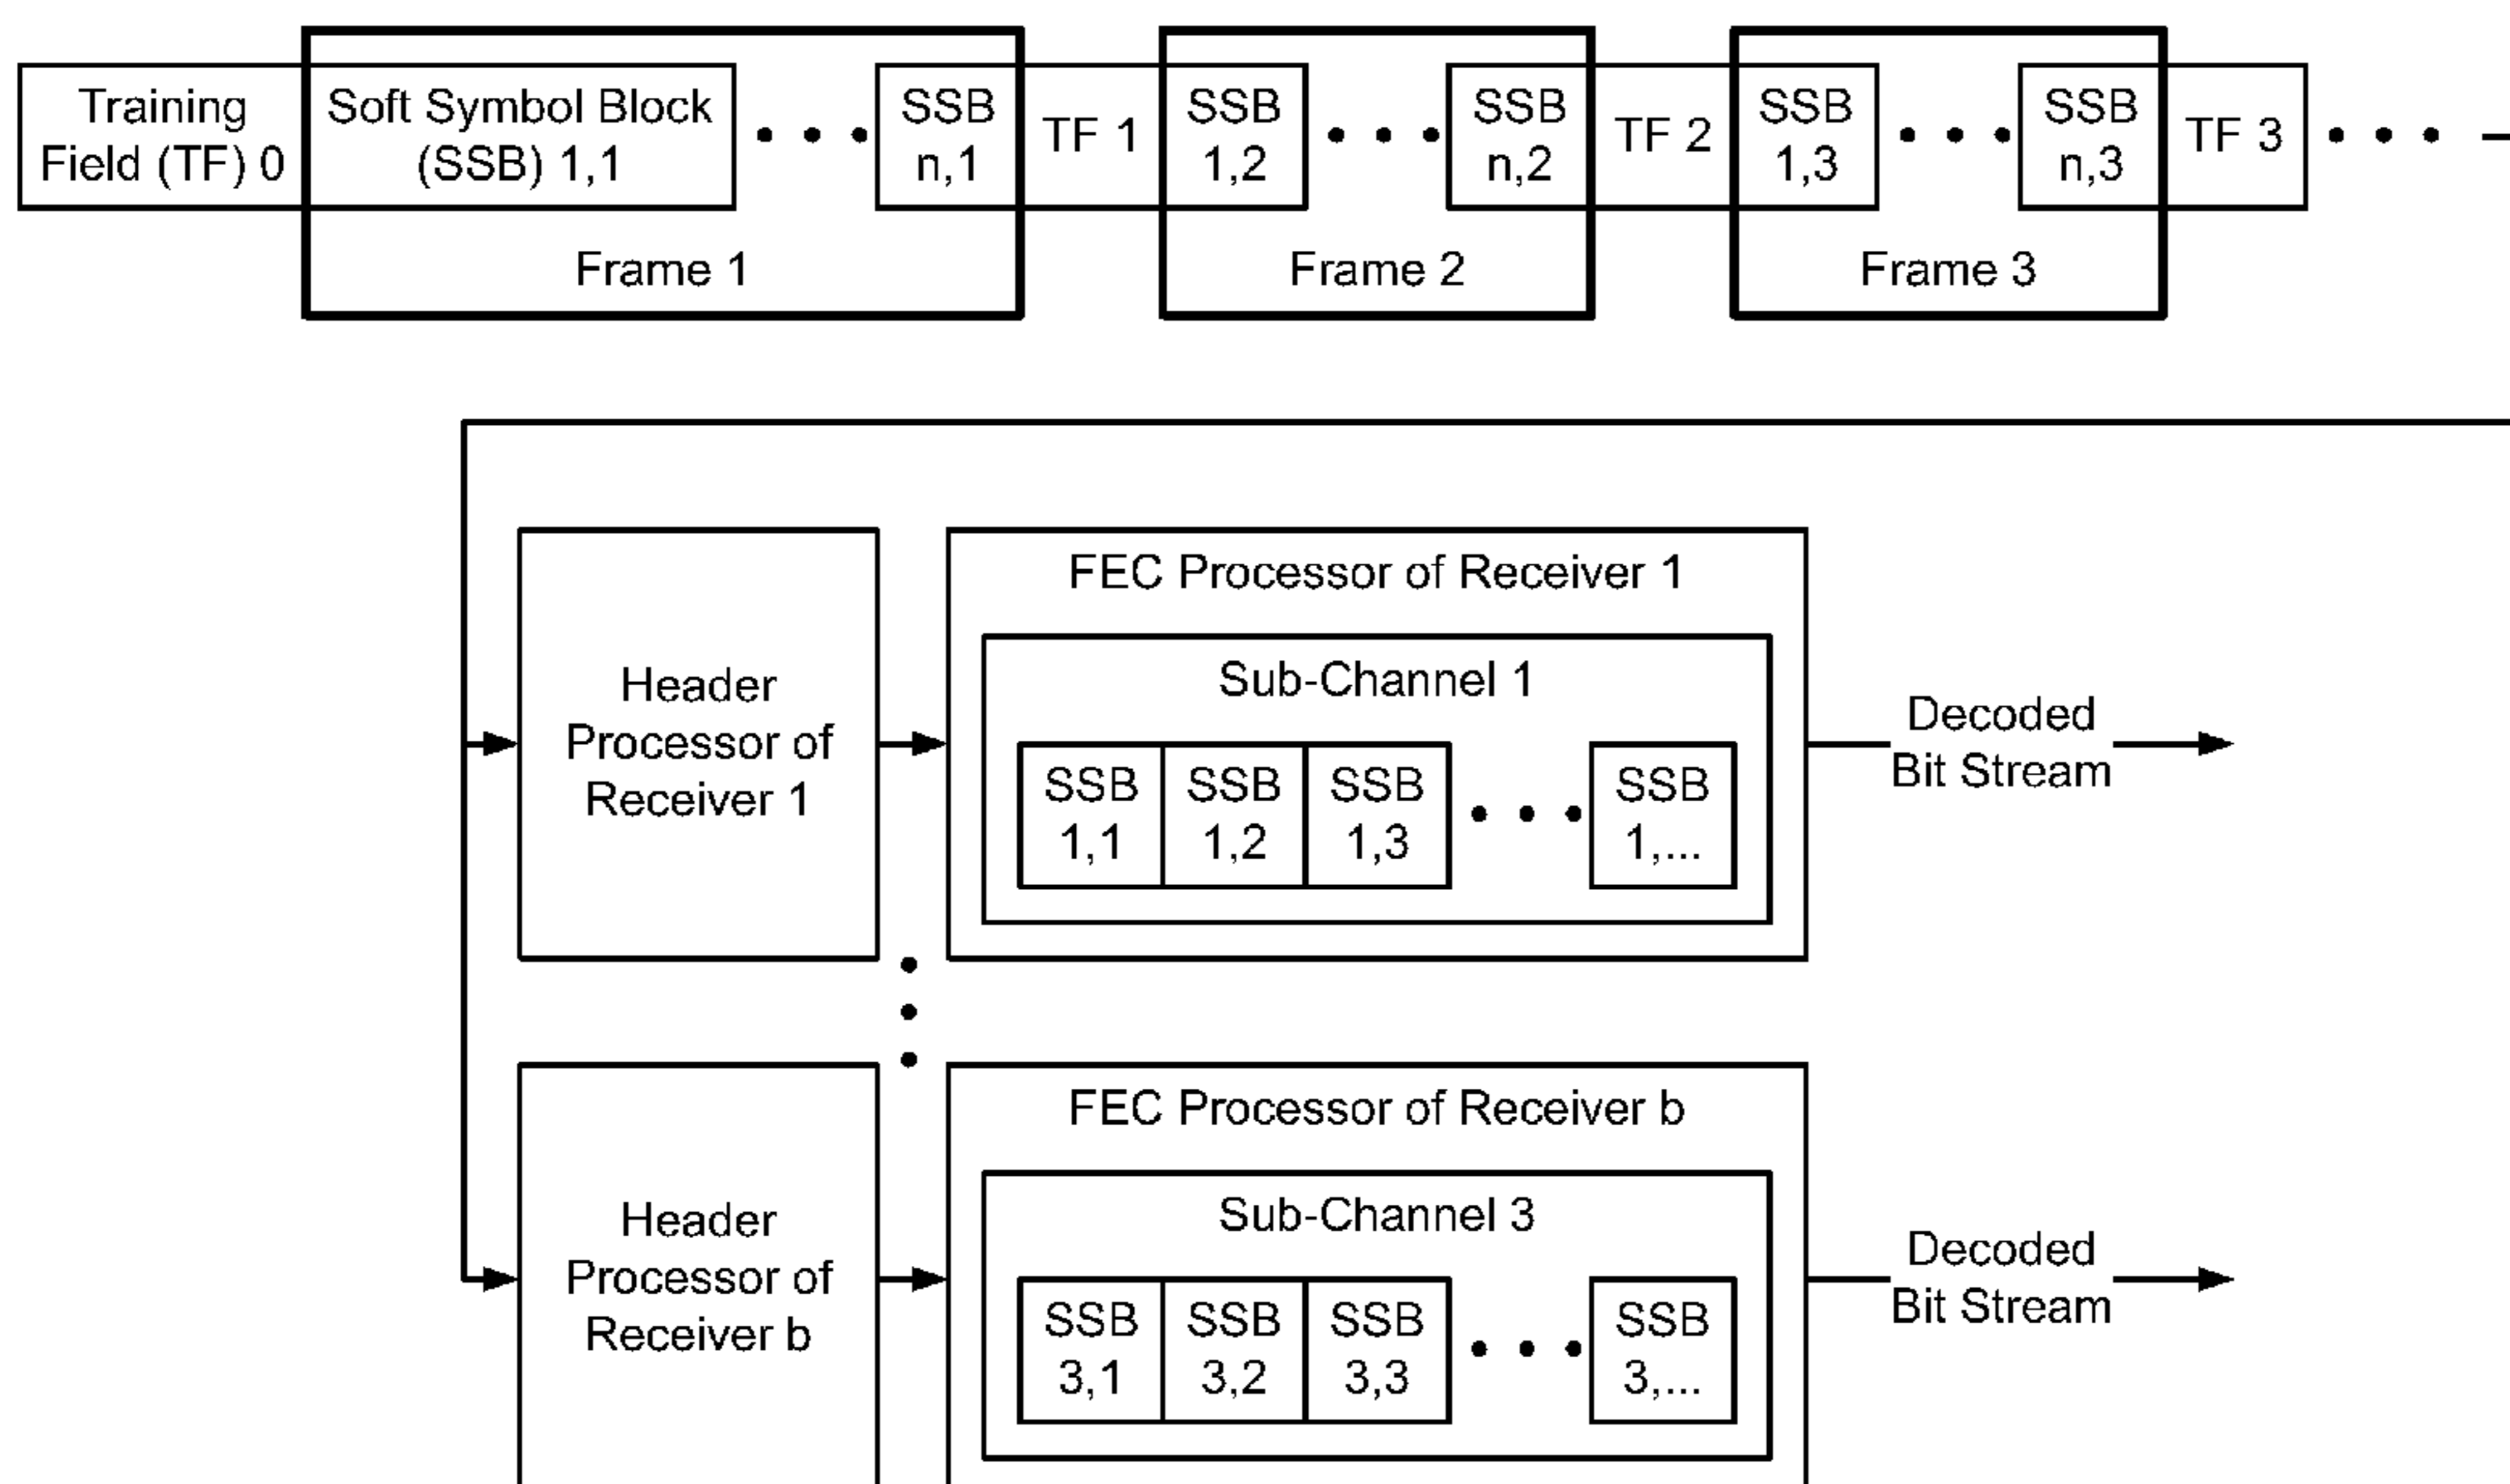 Training
Field (TF) 0
Soft Symbol Block
(SSB) 1,1
SSB
n,1
TF 1
SSB
1,2
SSB
n,2
TF 2
SSB
1,3
SSB
n,3
TF 3
Frame 1
Frame 2
Frame 3
Header
Processor of
Receiver 1
FEC Processor of Receiver 1
Sub-Channel 1
SSB
1,1
SSB
1,2
SSB
1,3
SSB
1,...
Decoded
Bit Stream
Header
Processor of
Receiver b
FEC Processor of Receiver b
Sub-Channel 3
SSB
3,1
SSB
3,2
SSB
3,3
SSB
3,...
Decoded
Bit Stream